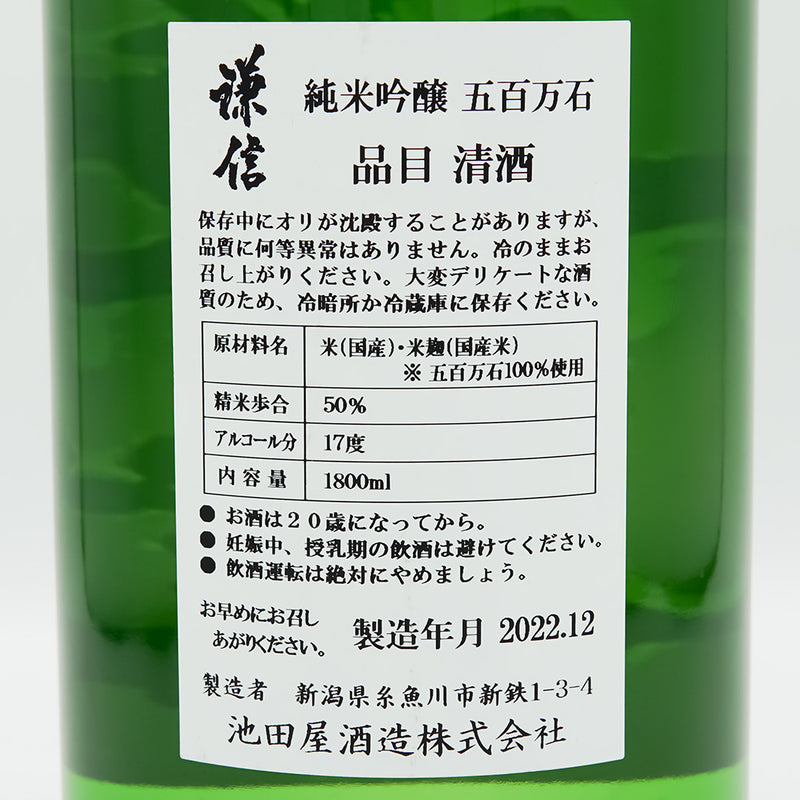 謙信
純米吟醸 五百万石
品目 清酒
保存中にオリが沈殿することがありますが、
品質に何等異常はありません。冷のままお
召し上がりください。大変デリケートな酒
質のため、冷暗所か冷蔵庫に保存ください。
原材料名 米(国産)・米麹(国産米)
※ 五百万石100%使用
精米歩合 50%
アルコール分 17度
内容量 1800ml
● お酒は20歳になってから。
● 妊娠中、授乳期の飲酒は避けてください。
● 飲酒運転は絶対にやめましょう。
お早めにお召し
あがりください。
製造年月 2022.12
製造者 新潟県糸魚川市新鉄1-3-4
池田屋酒造株式会社